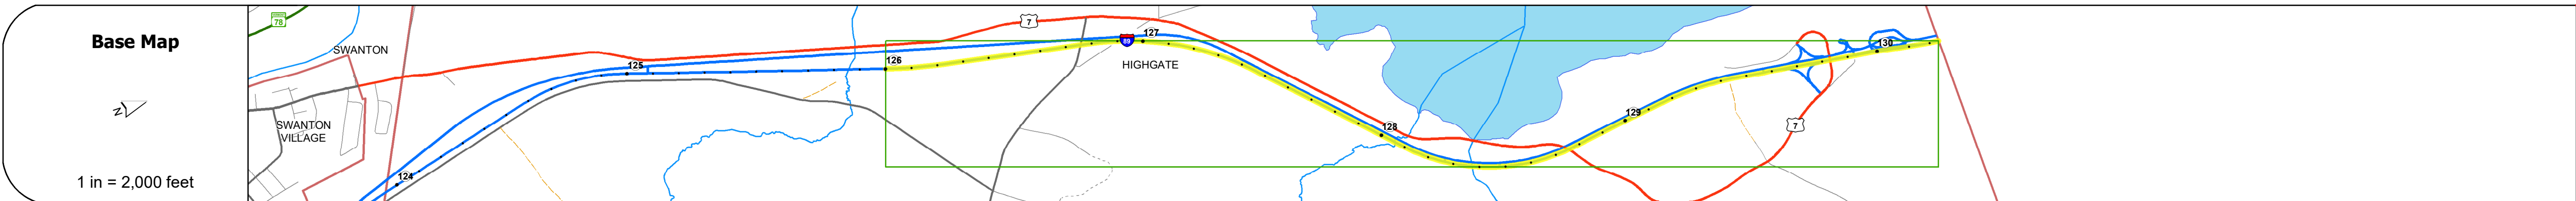 Base Map
N
1 in = 2,000 feet
78
SWANTON
SWANTON
VILLAGE
124
125
126
7
89
127
HIGHGATE
128
129
7
130